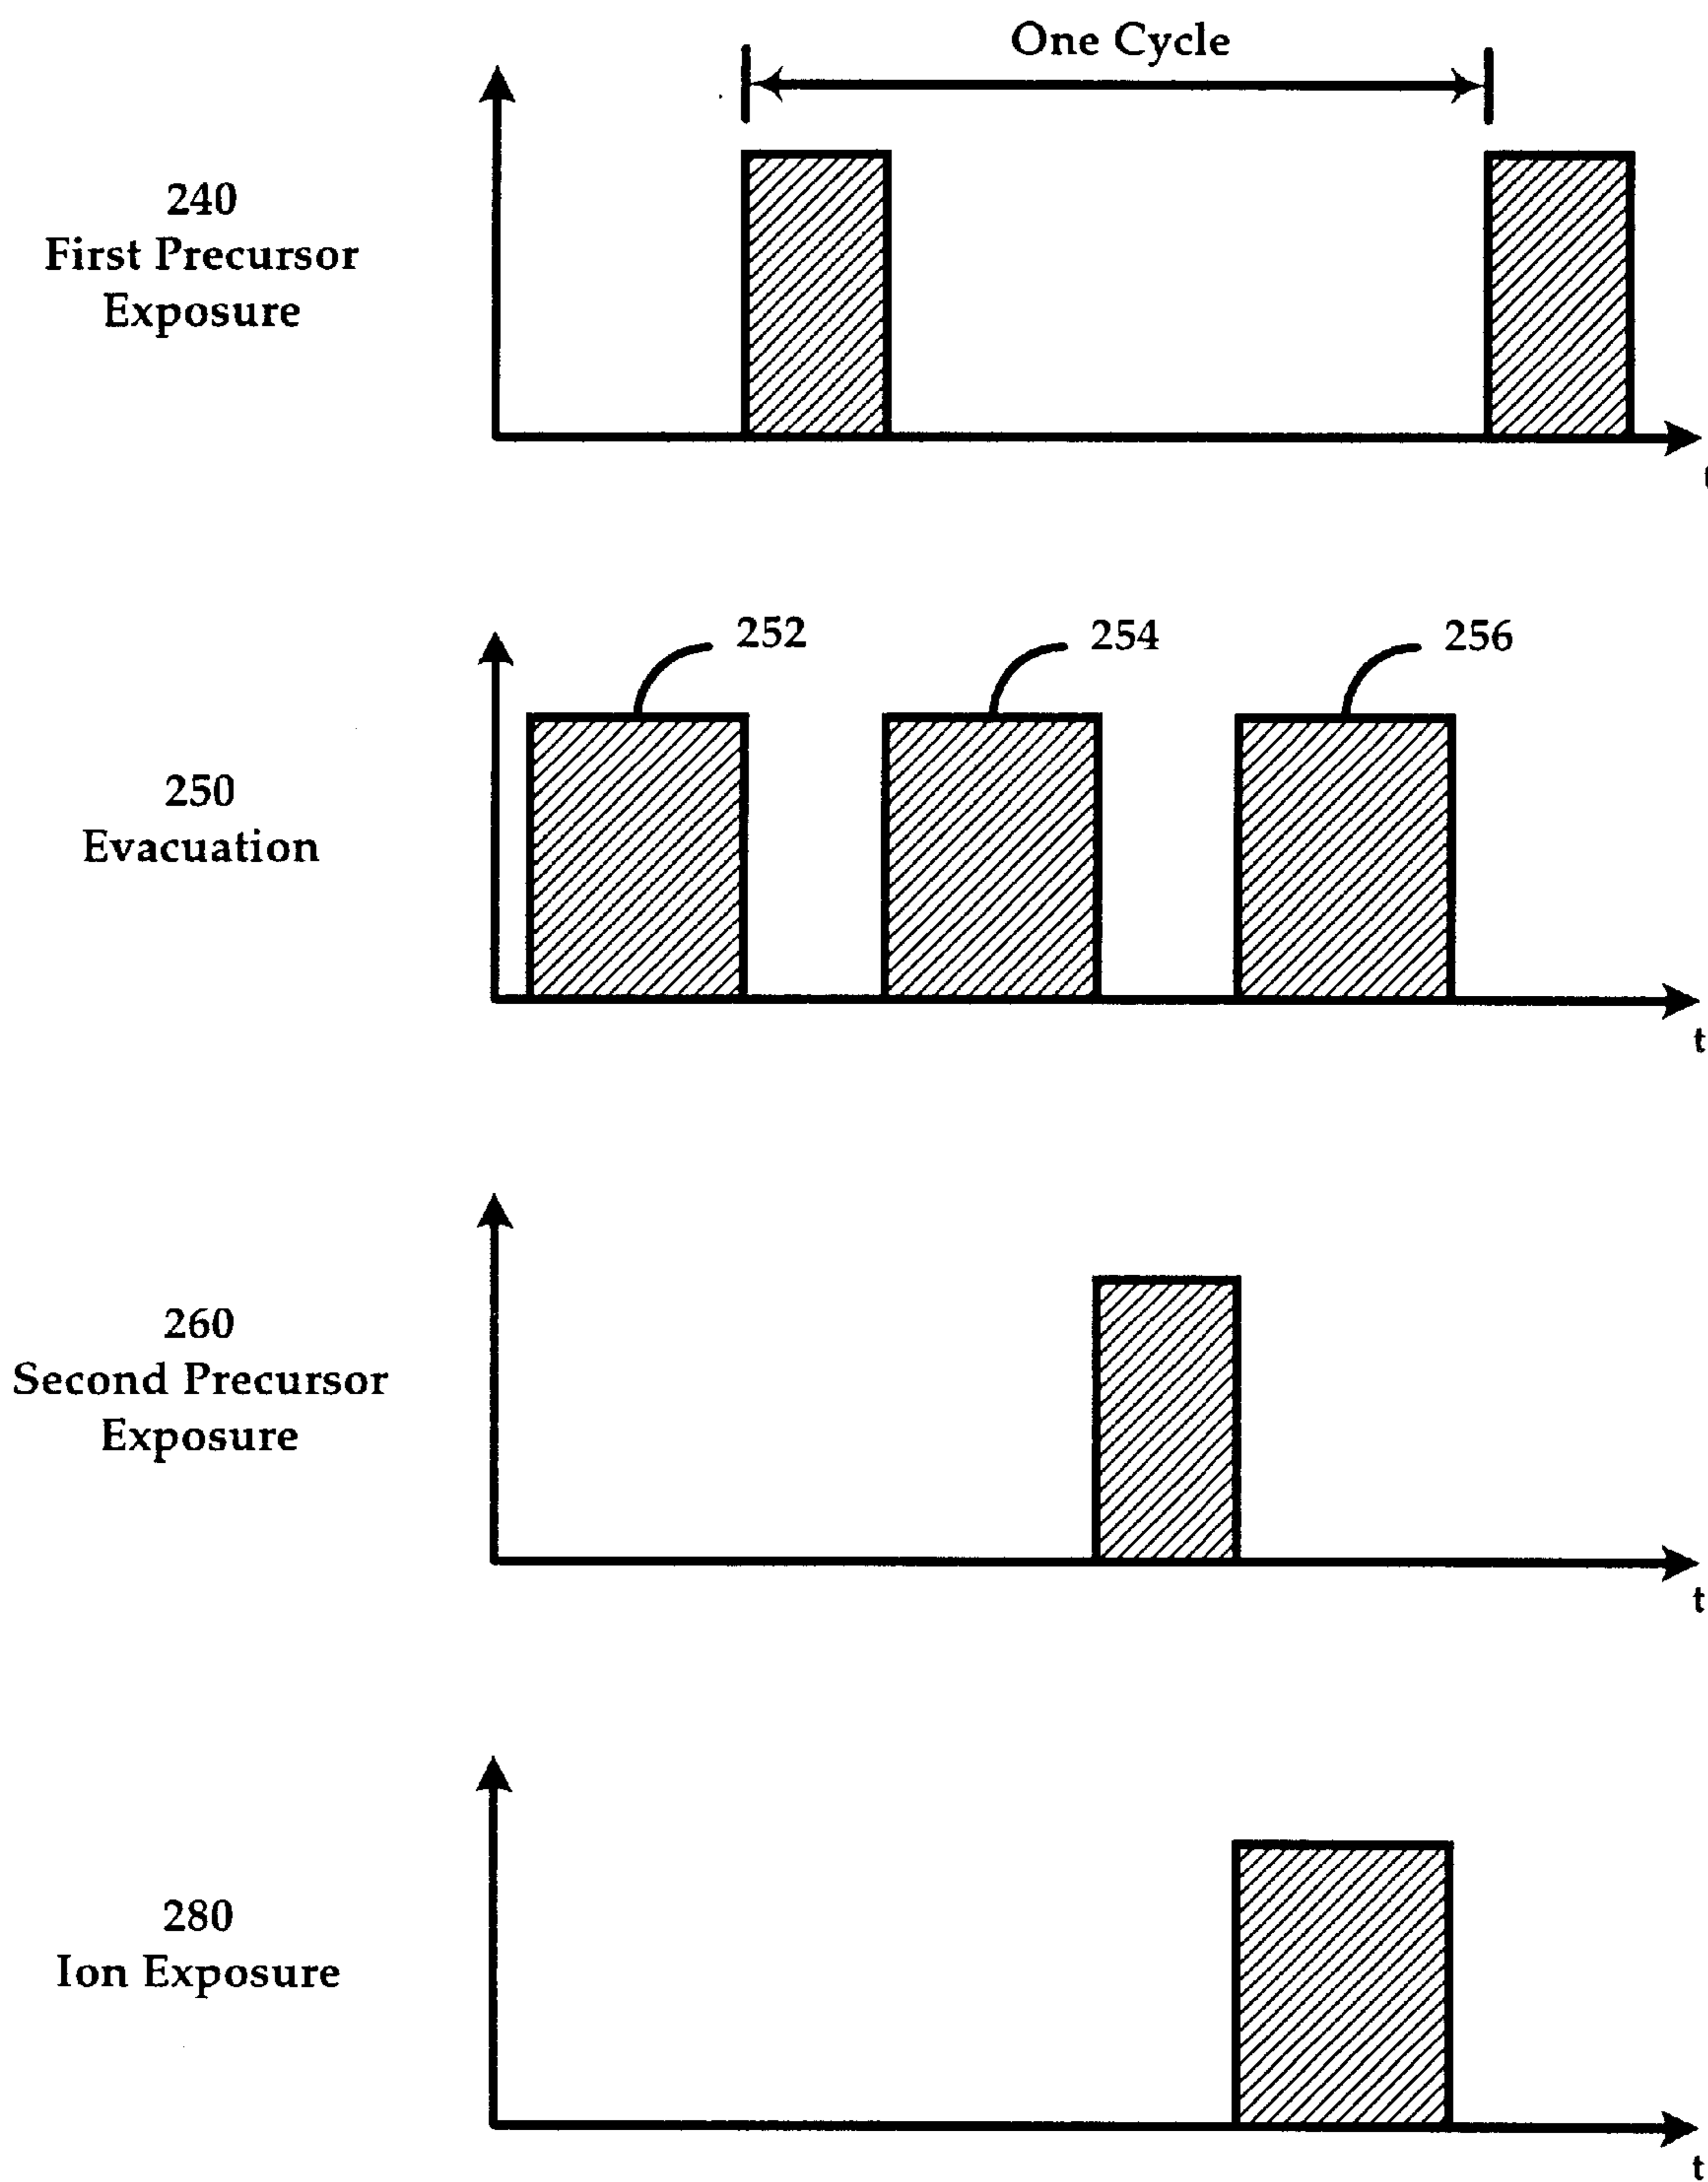 One Cycle
240
First Precursor
Exposure
t
252
254
256
250
Evacuation
t
260
Second Precursor
Exposure
t
280
Ion Exposure
t